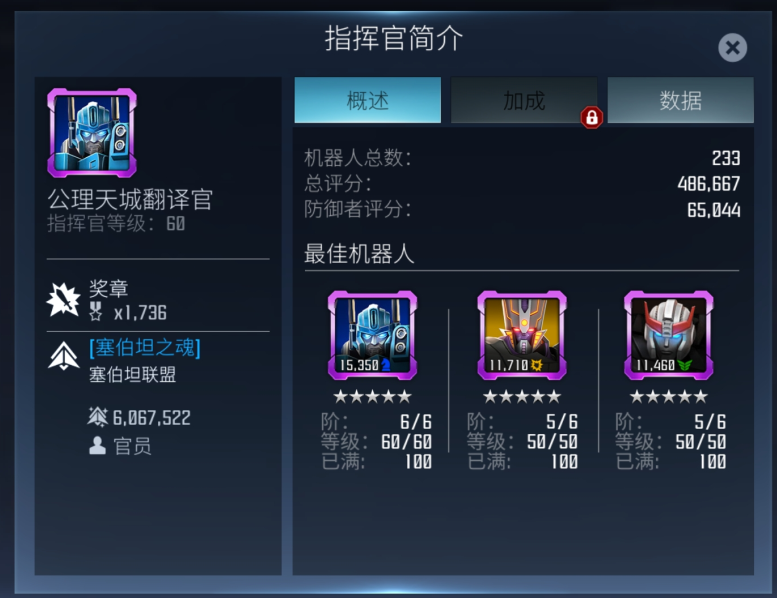 指挥官简介
概述
加成
数据
公理天城翻译官
指挥官等级: 60
奖章
x1,736
[塞伯坦之魂]
塞伯坦联盟
6,067,522
官员
机器人总数: 233
总评分: 486,667
防御者评分: 65,044
最佳机器人
15,350 11,710 11,460
阶: 6/6 阶: 5/6 阶: 5/6
等级: 60/60 等级: 50/50 等级: 50/50
已满: 100 已满: 100 已满: 100